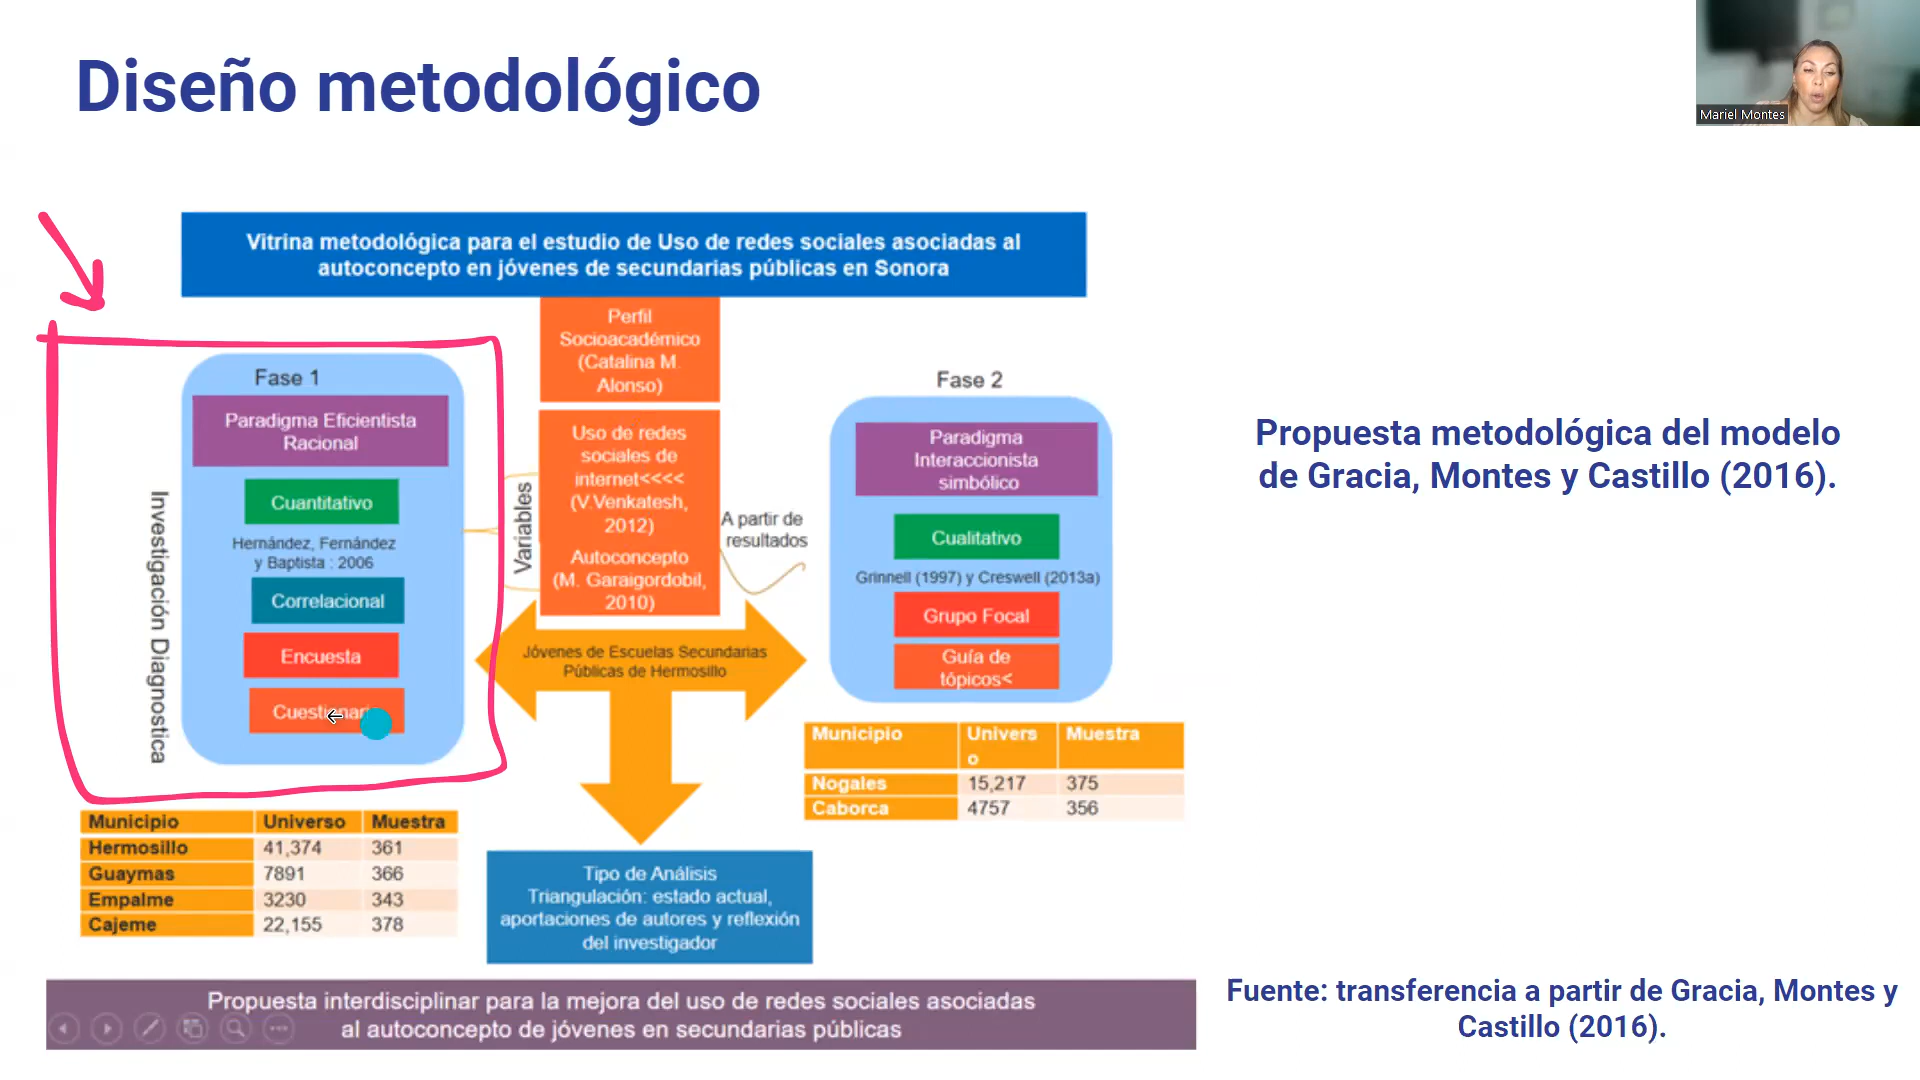 Diseño metodológico
Mariel Montes
Vitrina metodológica para el estudio de Uso de redes sociales asociadas al
autoconcepto en jóvenes de secundarias públicas en Sonora
Fase 1
Paradigma Eficientista
Racional
Cuantitativo
Hernández, Fernández
y Baptista : 2006
Correlacional
Encuesta
Investigación Diagnostica
Variables
Perfil
Socioacadémico
(Catalina M.
Alonso)
Uso de redes
sociales de
internet<<<<
(V.Venkatesh,
2012)
Autoconcepto
(M. Garaigordobil,
2010)
A partir de
resultados
Fase 2
Paradigma
Interaccionista
simbólico
Cualitativo
Grinnell (1997) y Creswell (2013a)
Grupo Focal
Guía de
tópicos<
Jóvenes de Escuelas Secundarias
Públicas de Hermosillo
Municipio Universo Muestra
Hermosillo 41,374 361
Guaymas 7891 366
Empalme 3230 343
Cajeme 22,155 378
Municipio Univers Muestra
o
Nogales 15,217 375
Caborca 4757 356
Tipo de Análisis
Triangulación: estado actual,
aportaciones de autores y reflexión
del investigador
Propuesta interdisciplinar para la mejora del uso de redes sociales asociadas
al autoconcepto de jóvenes en secundarias públicas
Propuesta metodológica del modelo
de Gracia, Montes y Castillo (2016).
Fuente: transferencia a partir de Gracia, Montes y
Castillo (2016).